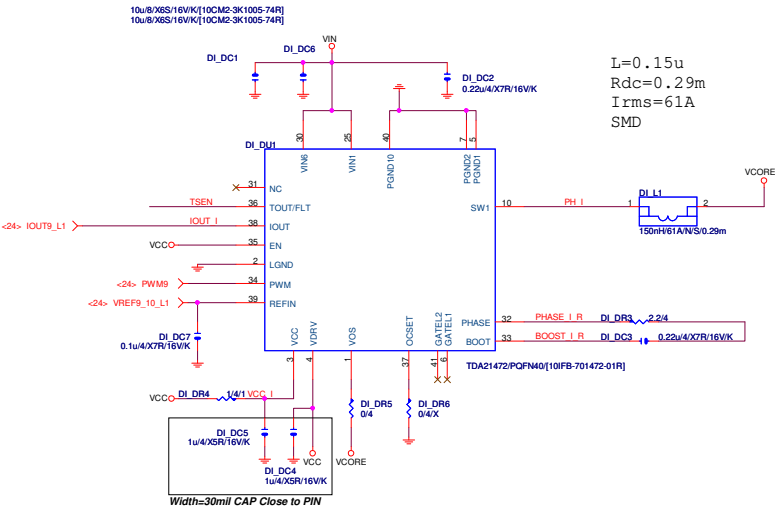 10u/8/X6S/16V/K/[10CM2-3K1005-74R]
10u/8/X6S/16V/K/[10CM2-3K1005-74R]
VIN
DI_DC1
DI_DC6
DI_DC2
0.22u/4/X7R/16V/K
L=0.15u
Rdc=0.29m
Irms=61A
SMD
DI_DU1
30
25
40
7
5
VIN6
VIN1
PGND10
PGND2
PGND1
31
NC
TSEN
36
TOUT/FLT
<24> IOUT9_L1
IOUT_I
38
IOUT
VCC
35
EN
2
LGND
<24> PWM9
34
PWM
<24> VREF9_10_L1
39
REFIN
SW1
10
PH_I
DI_L1
1
2
150nH/61A/N/S/0.29m
VCORE
PHASE
32
PHASE_I_R
DI_DR3
2.2/4
BOOT
33
BOOST_I_R
DI_DC3
0.22u/4/X7R/16V/K
DI_DC7
0.1u/4/X7R/16V/K
VCC
VDRV
VOS
OCSET
GATEL2
GATEL1
3
4
1
37
41
6
TDA21472/PQFN40/[10IFB-701472-01R]
VCC
DI_DR4
1/4/1
VCC_I
DI_DR5
0/4
DI_DR6
0/4/X
DI_DC5
1u/4/X5R/16V/K
DI_DC4
1u/4/X5R/16V/K
VCC
VCORE
Width=30mil CAP Close to PIN